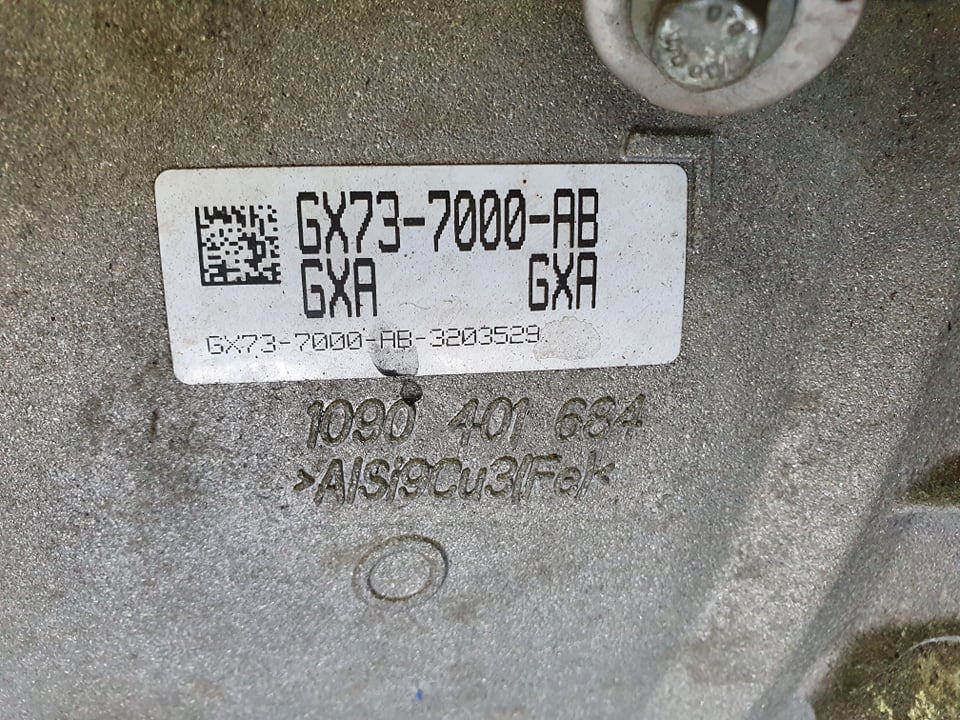 GX73-7000-AB
GXA GXA
GX73-7000-AB-3203529
1090 401 684
>AlSi9Cu3(Fe)<